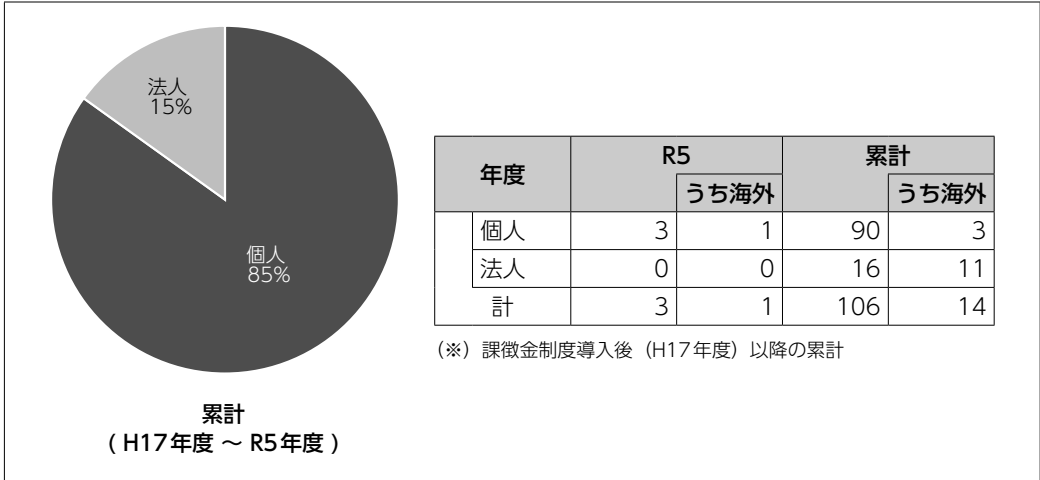 法人
15%
個人
85%
累計
( H17年度 ～ R5年度 )
年度 R5 累計
うち海外 うち海外
個人 3 1 90 3
法人 0 0 16 11
計 3 1 106 14
(※) 課徴金制度導入後（H17年度）以降の累計